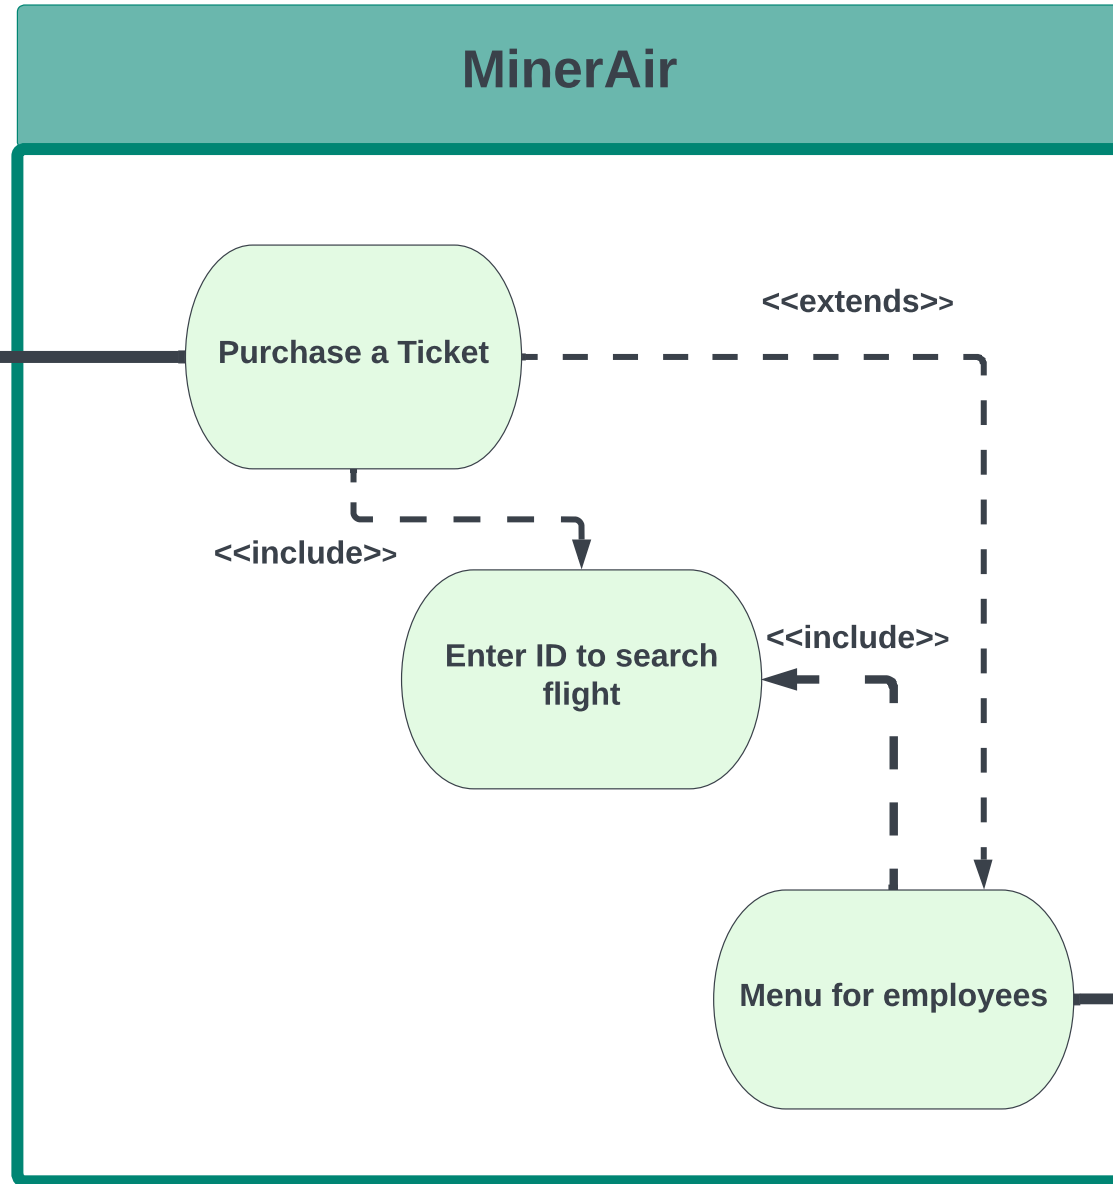 MinerAir
<<extends>>
Purchase a Ticket
<<include>>
<<include>>
Enter ID to search
flight
Menu for employees